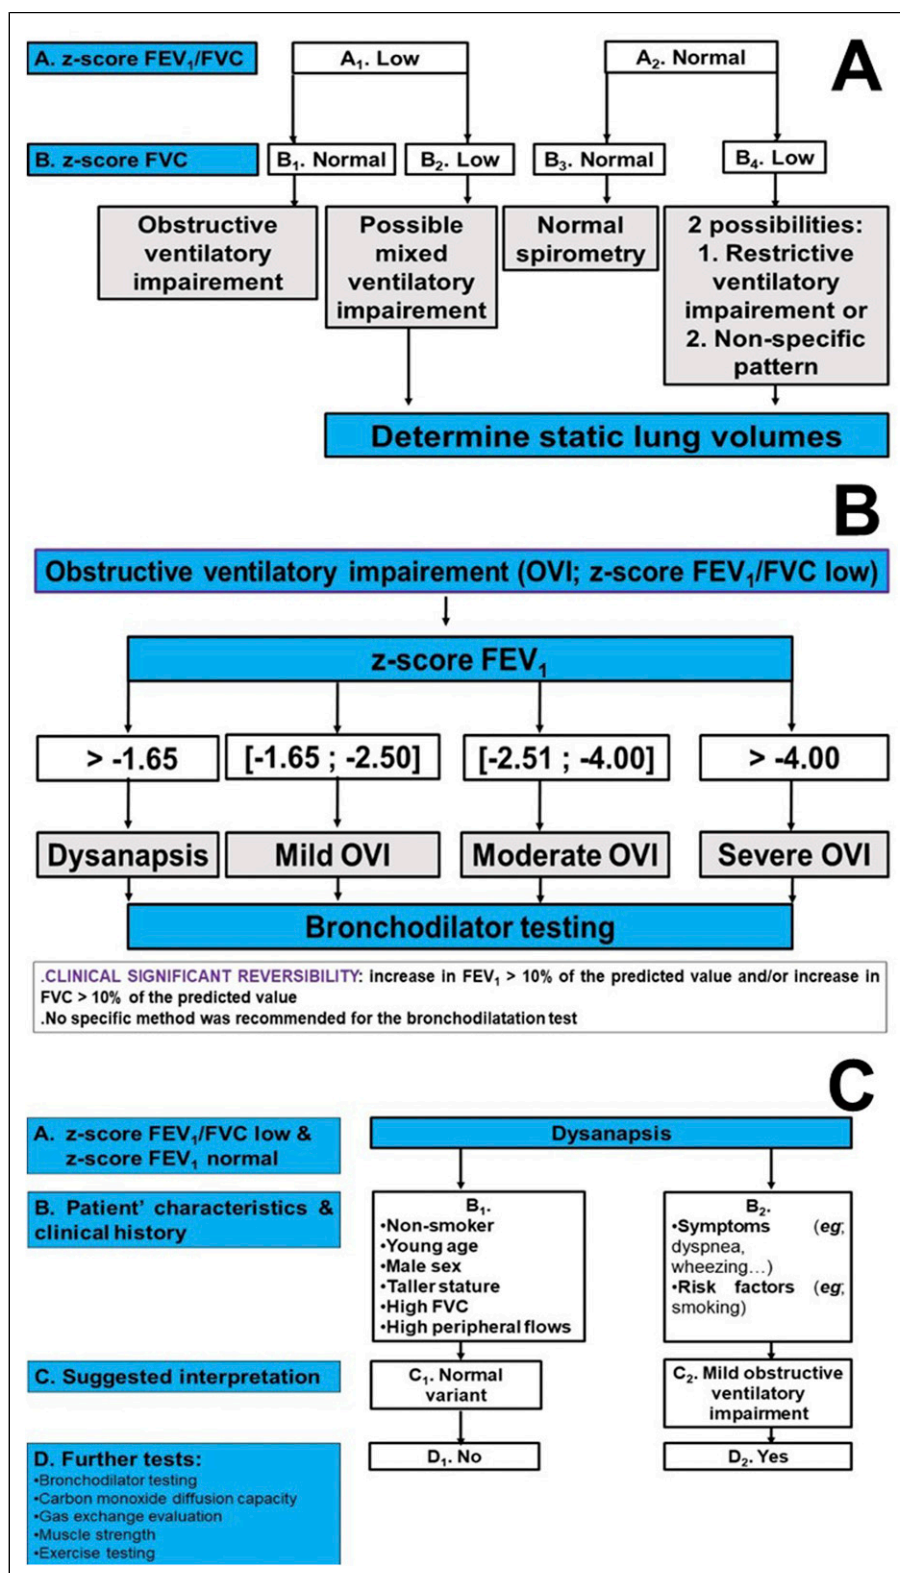 A
A. z-score FEV₁/FVC
A₁. Low
A₂. Normal
B. z-score FVC
B₁. Normal
B₂. Low
B₃. Normal
B₄. Low
Obstructive
ventilatory
impairement
Possible
mixed
ventilatory
impairement
Normal
spirometry
2 possibilities:
1. Restrictive
ventilatory
impairement or
2. Non-specific
pattern
Determine static lung volumes
B
Obstructive ventilatory impairement (OVI; z-score FEV₁/FVC low)
z-score FEV₁
> -1.65
[-1.65 ; -2.50]
[-2.51 ; -4.00]
> -4.00
Dysanapsis
Mild OVI
Moderate OVI
Severe OVI
Bronchodilator testing
.CLINICAL SIGNIFICANT REVERSIBILITY: increase in FEV₁ > 10% of the predicted value and/or increase in
FVC > 10% of the predicted value
.No specific method was recommended for the bronchodilatation test
C
A. z-score FEV₁/FVC low &
z-score FEV₁ normal
Dysanapsis
B. Patient' characteristics &
clinical history
B₁.
•Non-smoker
•Young age
•Male sex
•Taller stature
•High FVC
•High peripheral flows
B₂.
•Symptoms (eg;
dyspnea,
wheezing…)
•Risk factors (eg;
smoking)
C. Suggested interpretation
C₁. Normal
variant
C₂. Mild obstructive
ventilatory
impairment
D. Further tests:
•Bronchodilator testing
•Carbon monoxide diffusion capacity
•Gas exchange evaluation
•Muscle strength
•Exercise testing
D₁. No
D₂. Yes